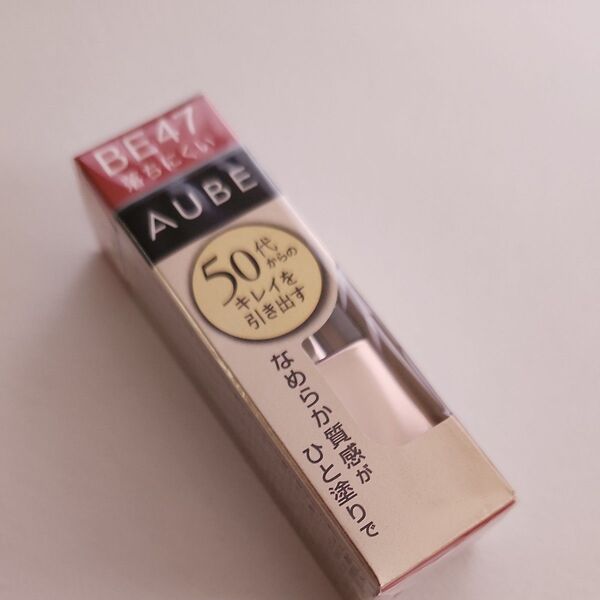 BE47
落ちにくい
AUBE
50代
からの
キレイを
引き出す
なめらか質感が
ひと塗りで